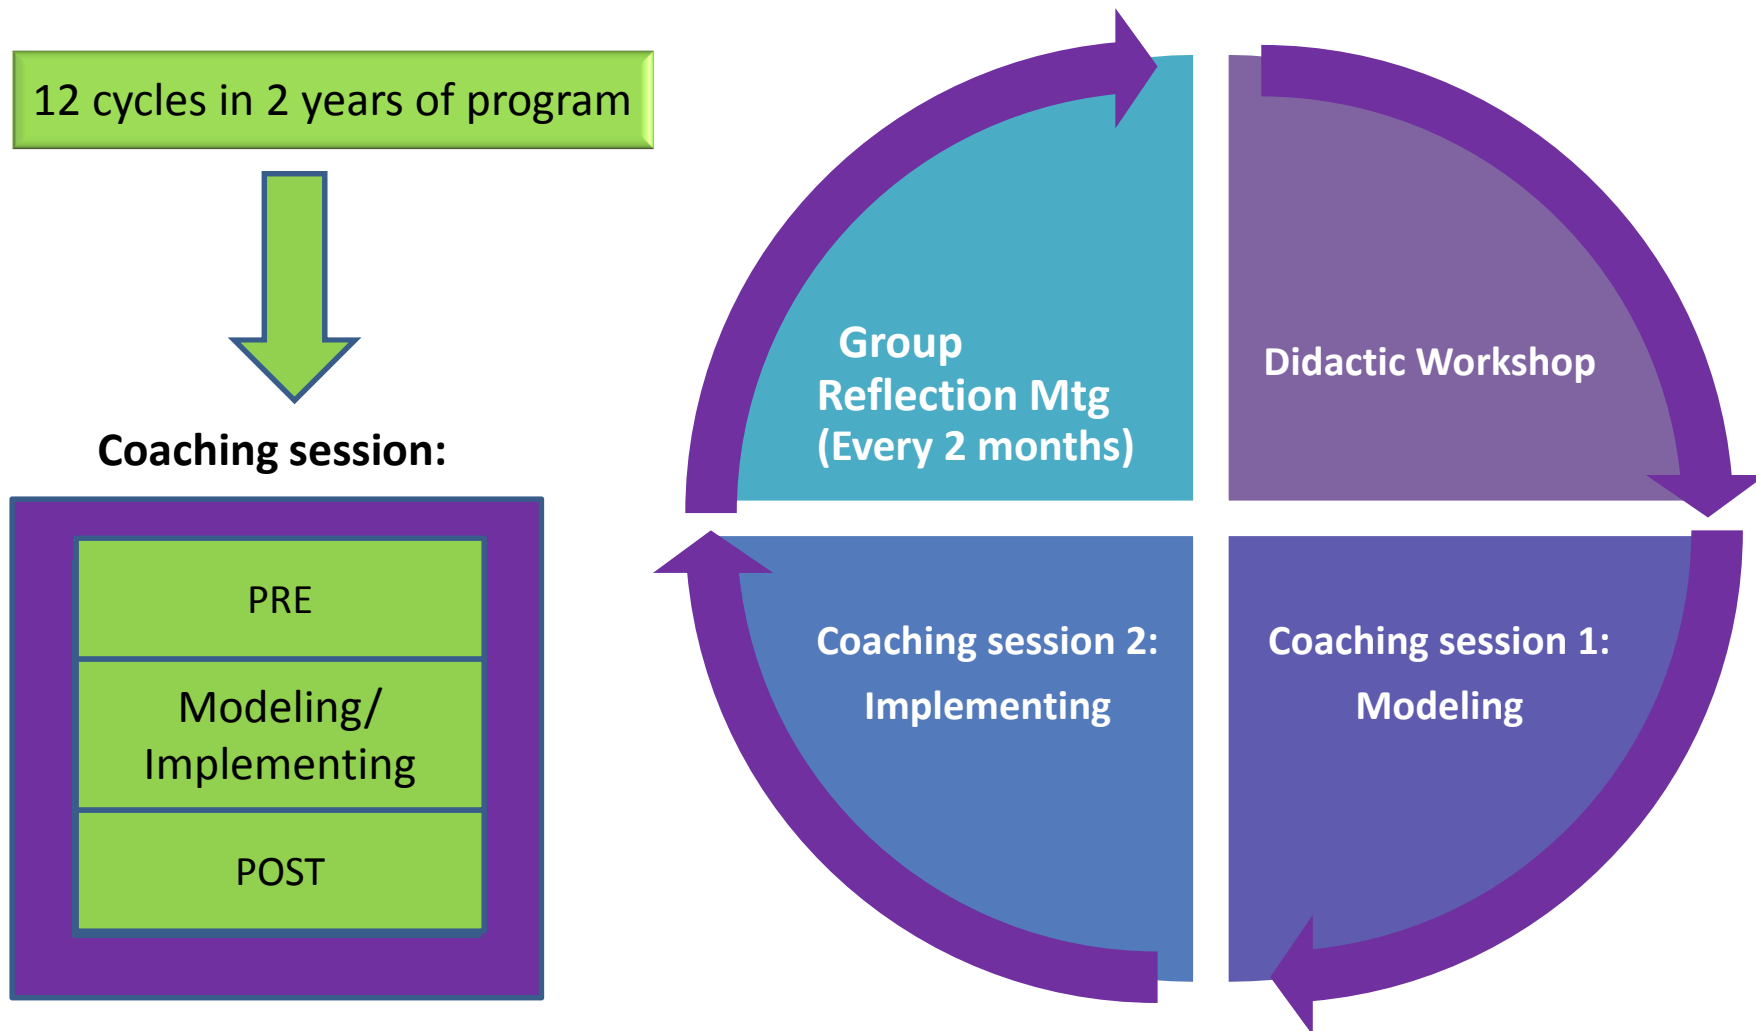 12 cycles in 2 years of program
Coaching session:
PRE
Modeling/
Implementing
POST
Group
Reflection Mtg
(Every 2 months)
Didactic Workshop
Coaching session 2:
Implementing
Coaching session 1:
Modeling